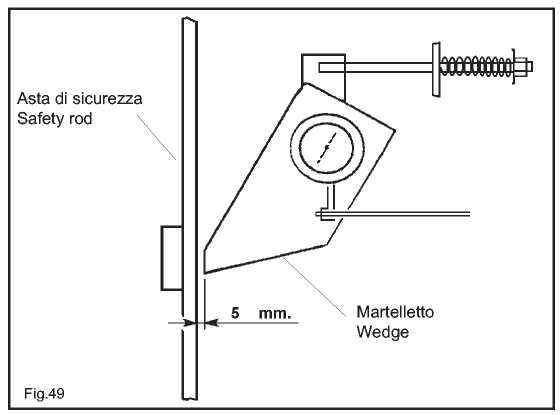 Asta di sicurezza
Safety rod
5 mm.
Martelletto
Wedge
Fig.49